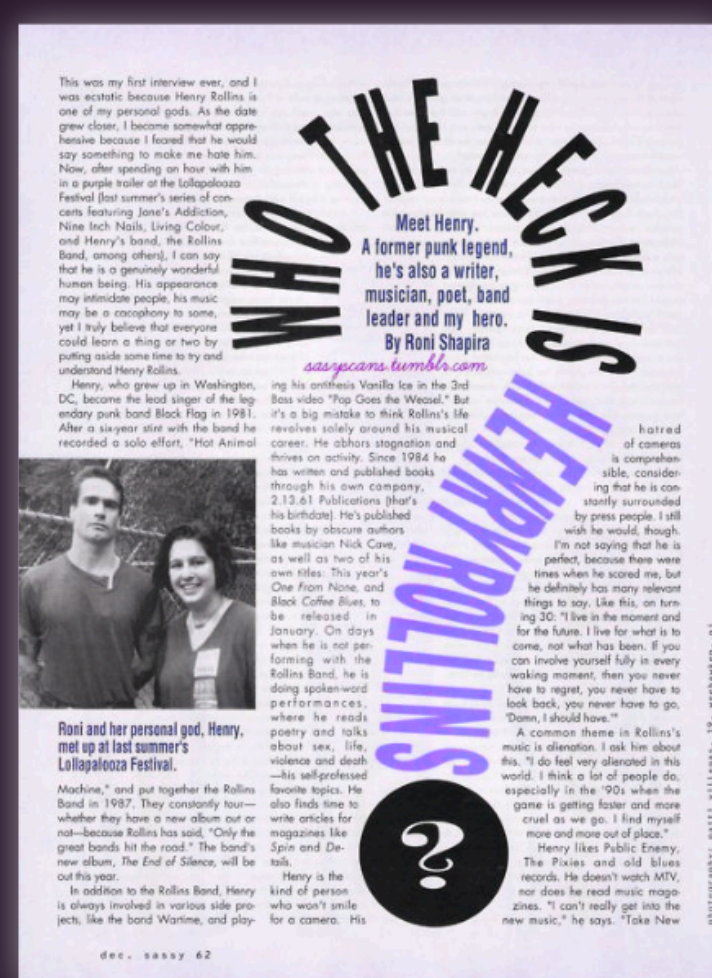 This was my first interview ever, and I
was ecstatic because Henry Rollins is
one of my personal gods. As the date
grew closer, I became somewhat appre-
hensive because I feared that he would
say something to make me hate him.
Now, after spending an hour with him
in a purple trailer at the Lollapalooza
Festival (last summer's series of con-
certs featuring Jane's Addiction,
Nine Inch Nails, Living Colour,
and Henry's band, the Rollins
Band, among others), I can say
that he is a genuinely wonderful
human being. His appearance
may intimidate people, his music
may be a cacophony to some,
yet I truly believe that everyone
could learn a thing or two by
putting aside some time to try and
understand Henry Rollins.
Henry, who grew up in Washington,
DC, became the lead singer of the leg-
endary punk band Black Flag in 1981.
After a six-year stint with the band he
recorded a solo effort, "Hot Animal
WHO THE HECK IS
HENRY ROLLINS
?
Meet Henry.
A former punk legend,
he's also a writer,
musician, poet, band
leader and my hero.
By Roni Shapira
sasyscans.tumblr.com
Roni and her personal god, Henry,
met up at last summer's
Lollapalooza Festival.
Machine," and put together the Rollins
Band in 1987. They constantly tour—
whether they have a new album out or
not—because Rollins has said, "Only the
great bands hit the road." The band's
new album, The End of Silence, will be
out this year.
In addition to the Rollins Band, Henry
is always involved in various side pro-
jects, like the band Wartime, and play-
ing his antithesis Vanilla Ice in the 3rd
Bass video "Pop Goes the Weasel." But
it's a big mistake to think Rollins's life
revolves solely around his musical
career. He abhors stagnation and
thrives on activity. Since 1984 he
has written and published books
through his own company,
2.13.61 Publications (that's
his birthdate). He's published
books by obscure authors
like musician Nick Cave,
as well as two of his
own titles: This year's
One From None, and
Black Coffee Blues, to
be released in
January. On days
when he is not per-
forming with the
Rollins Band, he is
doing spoken-word
performances,
where he reads
poetry and talks
about sex, life,
violence and death
—his self-professed
favorite topics. He
also finds time to
write articles for
magazines like
Spin and De-
tails.
Henry is the
kind of person
who won't smile
for a camera. His
hatred
of cameras
is comprehen-
sible, consider-
ing that he is con-
stantly surrounded
by press people. I still
wish he would, though.
I'm not saying that he is
perfect, because there were
times when he scared me, but
he definitely has many relevant
things to say. Like this, on turn-
ing 30: "I live in the moment and
for the future. I live for what is to
come, not what has been. If you
can involve yourself fully in every
waking moment, then you never
have to regret, you never have to
look back, you never have to go,
'Damn, I should have.'"
A common theme in Rollins's
music is alienation. I ask him about
this. "I do feel very alienated in this
world. I think a lot of people do,
especially in the '90s when the
game is getting faster and more
cruel as we go. I find myself
more and more out of place."
Henry likes Public Enemy,
The Pixies and old blues
records. He doesn't watch MTV,
nor does he read music maga-
zines. "I can't really get into the
new music," he says. "Take New
dec. sassy 62